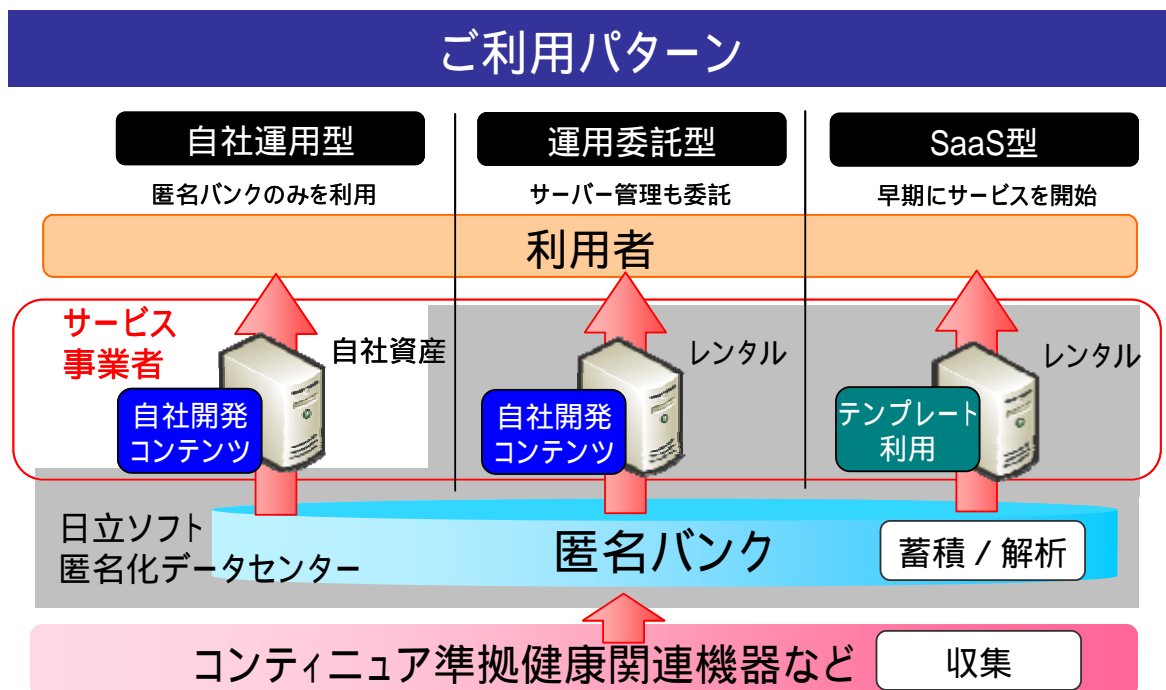 ご利用パターン
自社運用型
運用委託型
SaaS型
匿名バンクのみを利用
サーバー管理も委託
早期にサービスを開始
利用者
サービス
事業者
自社資産
レンタル
レンタル
自社開発
コンテンツ
自社開発
コンテンツ
テンプレート
利用
日立ソフト
匿名化データセンター
匿名バンク
蓄積 / 解析
コンティニュア準拠健康関連機器など
収集